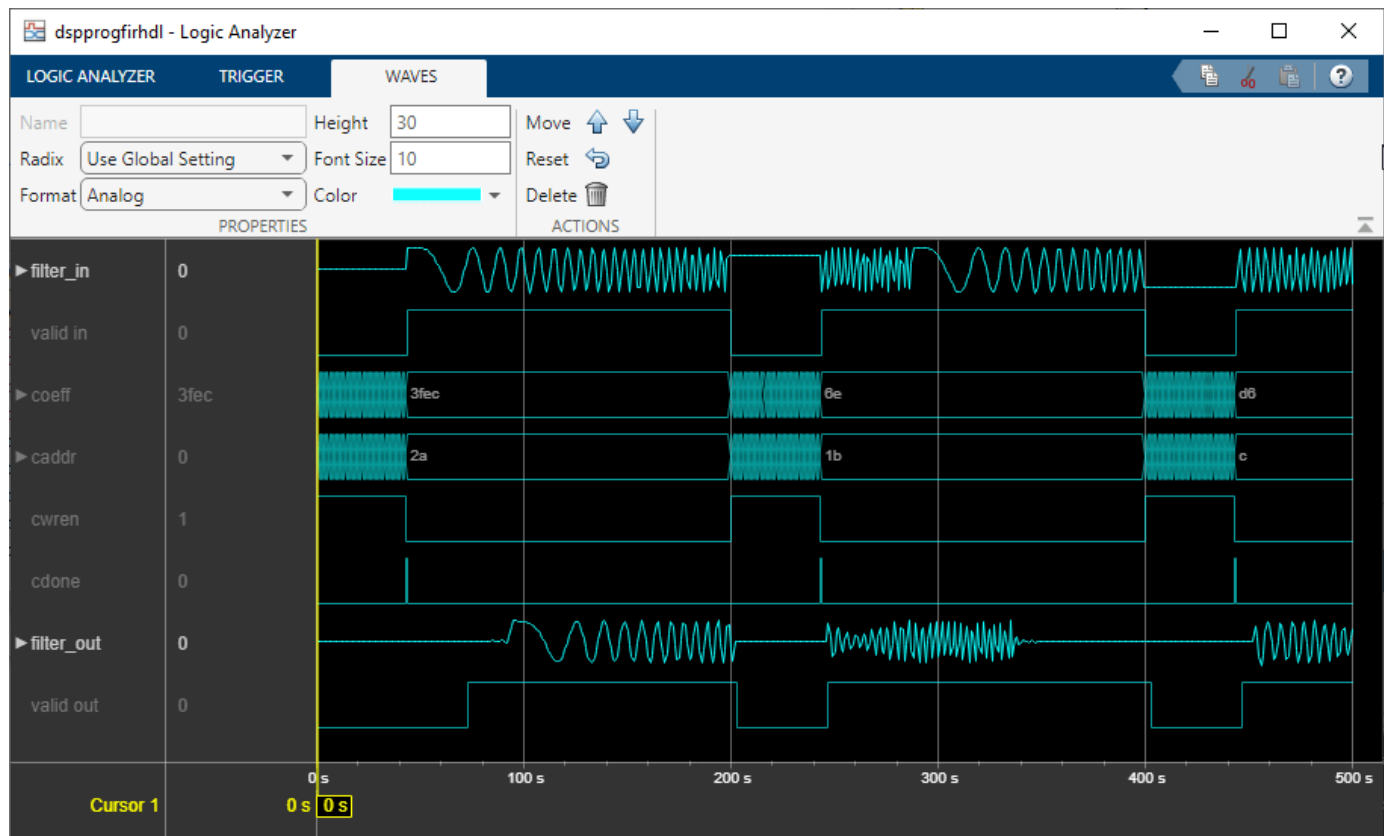 dspprogfirhdl - Logic Analyzer
LOGIC ANALYZER TRIGGER WAVES
Name Height 30 Move
Radix Use Global Setting Font Size 10 Reset
Format Analog Color Delete
PROPERTIES ACTIONS
filter_in 0
valid in 0
coeff 3fec 3fec 6e d6
caddr 0 2a 1b c
cwren 1
cdone 0
filter_out 0
valid out 0
0 s 100 s 200 s 300 s 400 s 500 s
Cursor 1 0 s 0 s